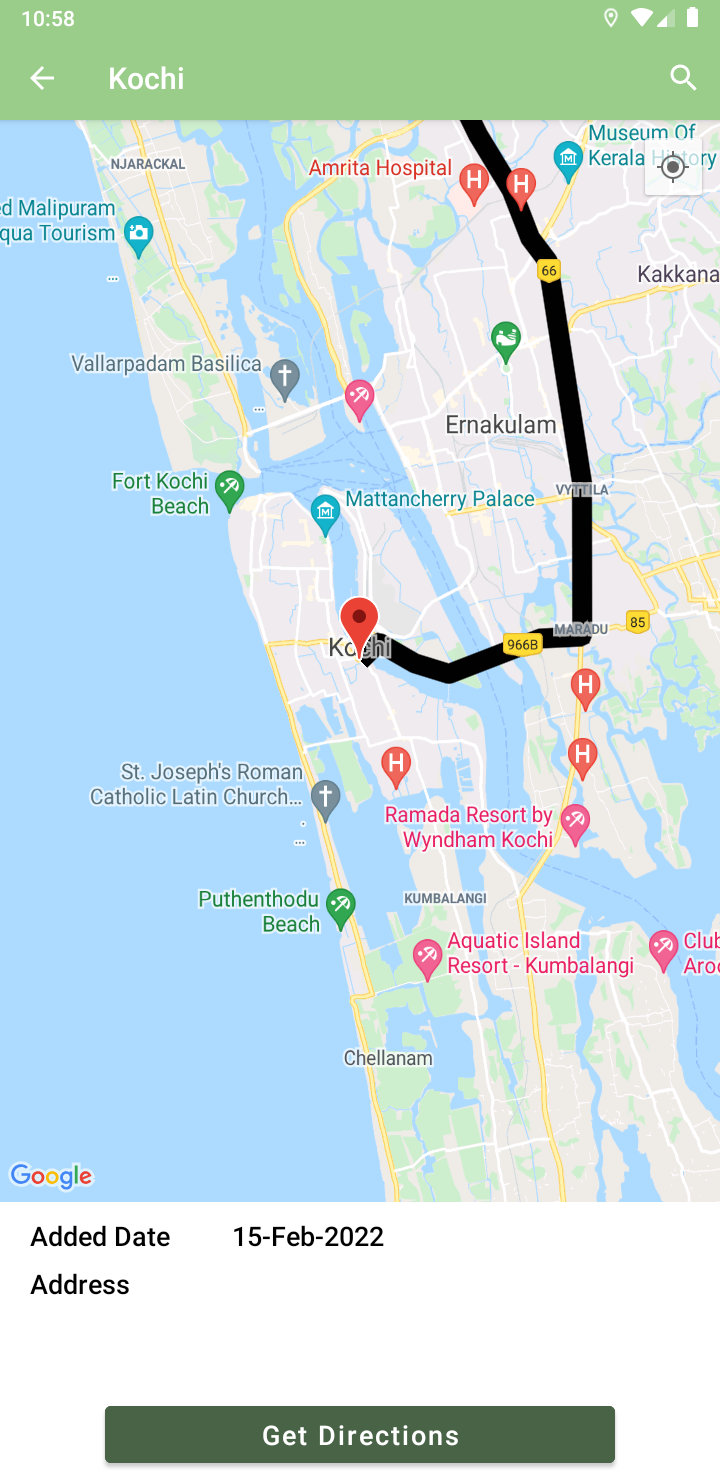 10:58
Kochi
Museum Of
Kerala History
NJARACKAL
Amrita Hospital
H
H
M
ed Malipuram
qua Tourism
...
66
Kakkana
Vallarpadam Basilica
...
Ernakulam
Fort Kochi
Beach
VYTTILA
Mattancherry Palace
M
85
MARADU
966B
Kochi
H
H
H
St. Joseph's Roman
Catholic Latin Church...
...
Ramada Resort by
Wyndham Kochi
Puthenthodu
Beach
KUMBALANGI
Aquatic Island
Resort - Kumbalangi
Club
Aroo
Chellanam
Google
Added Date 15-Feb-2022
Address
Get Directions